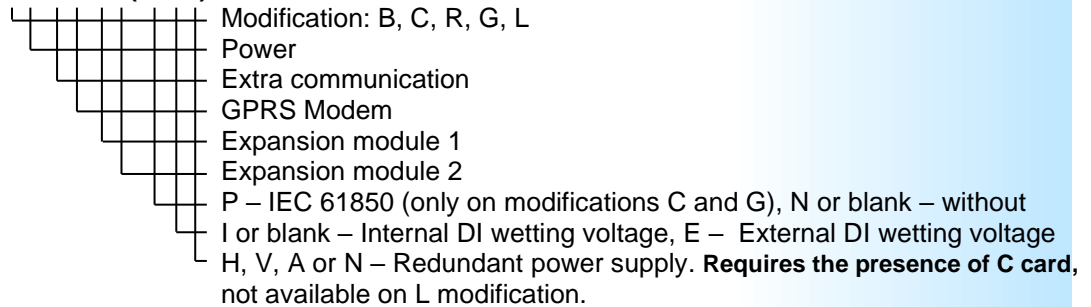 Modification: B, C, R, G, L
Power
Extra communication
GPRS Modem
Expansion module 1
Expansion module 2
P – IEC 61850 (only on modifications C and G), N or blank – without
I or blank – Internal DI wetting voltage, E – External DI wetting voltage
H, V, A or N – Redundant power supply. Requires the presence of C card,
not available on L modification.